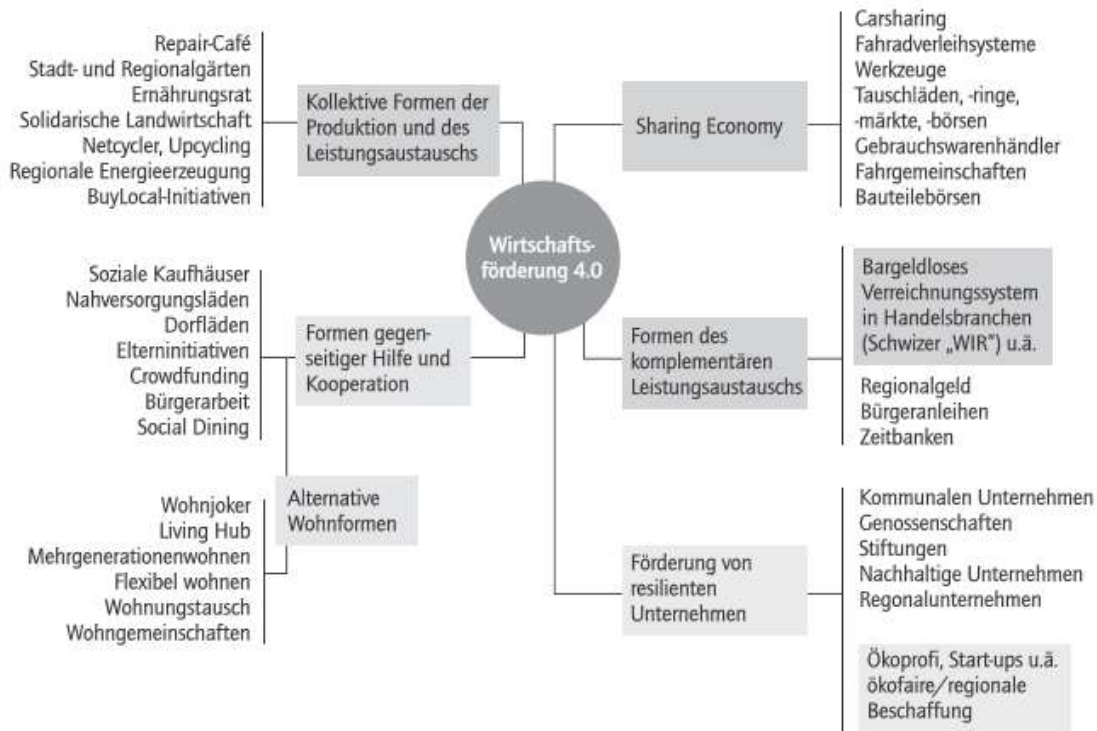 Repair-Café
Stadt- und Regionalgärten
Ernährungsrat
Solidarische Landwirtschaft
Netcycler, Upcycling
Regionale Energieerzeugung
BuyLocal-Initiativen
Kollektive Formen der
Produktion und des
Leistungsaustauschs
Sharing Economy
Carsharing
Fahradverleihsysteme
Werkzeuge
Tauschläden, -ringe,
-märkte, -börsen
Gebrauchswarenhändler
Fahrgemeinschaften
Bauteilebörsen
Wirtschafts-
förderung 4.0
Soziale Kaufhäuser
Nahversorgungsläden
Dorfläden
Elterninitiativen
Crowdfunding
Bürgerarbeit
Social Dining
Formen gegen-
seitiger Hilfe und
Kooperation
Formen des
komplementären
Leistungsaustauschs
Bargeldloses
Verreichnungssystem
in Handelsbranchen
(Schweizer „WIR") u.ä.
Regionalgeld
Bürgeranleihen
Zeitbanken
Wohnjoker
Living Hub
Mehrgenerationenwohnen
Flexibel wohnen
Wohnungstausch
Wohngemeinschaften
Alternative
Wohnformen
Förderung von
resilienten
Unternehmen
Kommunalen Unternehmen
Genossenschaften
Stiftungen
Nachhaltige Unternehmen
Regonalunternehmen
Ökoprofi, Start-ups u.ä.
ökofaire/regionale
Beschaffung